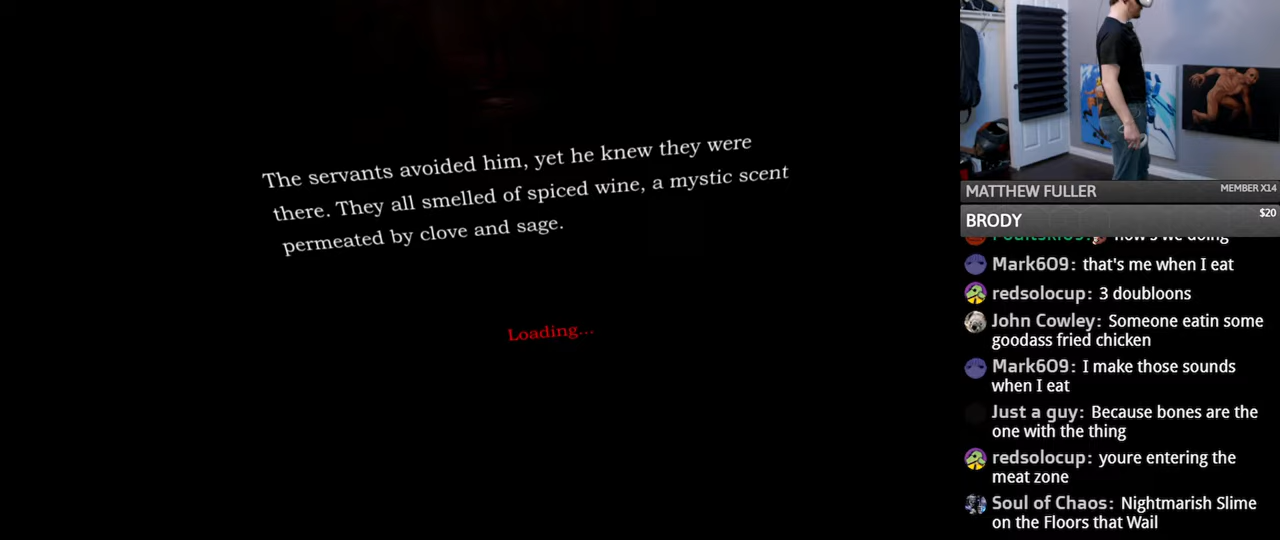 The servants avoided him, yet he knew they were
there. They all smelled of spiced wine, a mystic scent
permeated by clove and sage.
Loading...
MATTHEW FULLER
MEMBER X14
BRODY
$20
how's we doing
Mark609: that's me when I eat
redsolocup: 3 doubloons
John Cowley: Someone eatin some
goodass fried chicken
Mark609: I make those sounds
when I eat
Just a guy: Because bones are the
one with the thing
redsolocup: youre entering the
meat zone
Soul of Chaos: Nightmarish Slime
on the Floors that Wail